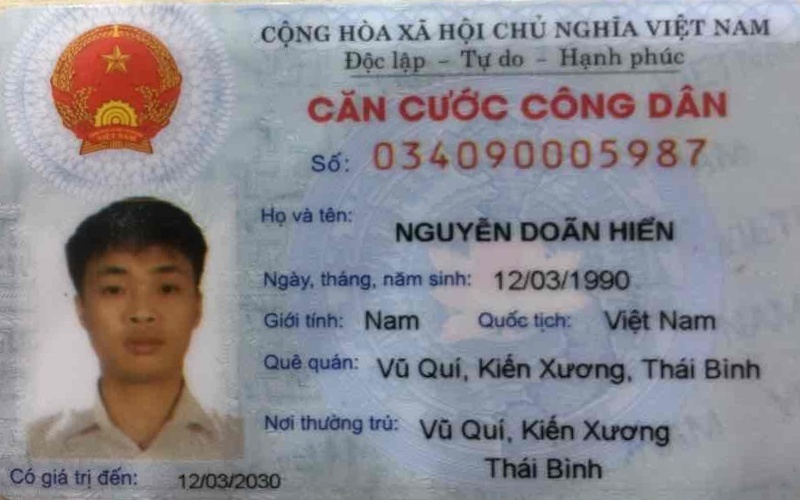 CỘNG HÒA XÃ HỘI CHỦ NGHĨA VIỆT NAM
Độc lập - Tự do - Hạnh phúc
CĂN CƯỚC CÔNG DÂN
Số: 034090005987
Họ và tên: NGUYỄN DOÃN HIỂN
Ngày, tháng, năm sinh: 12/03/1990
Giới tính: Nam Quốc tịch: Việt Nam
Quê quán: Vũ Quí, Kiến Xương, Thái Bình
Nơi thường trú: Vũ Quí, Kiến Xương
Thái Bình
Có giá trị đến: 12/03/2030